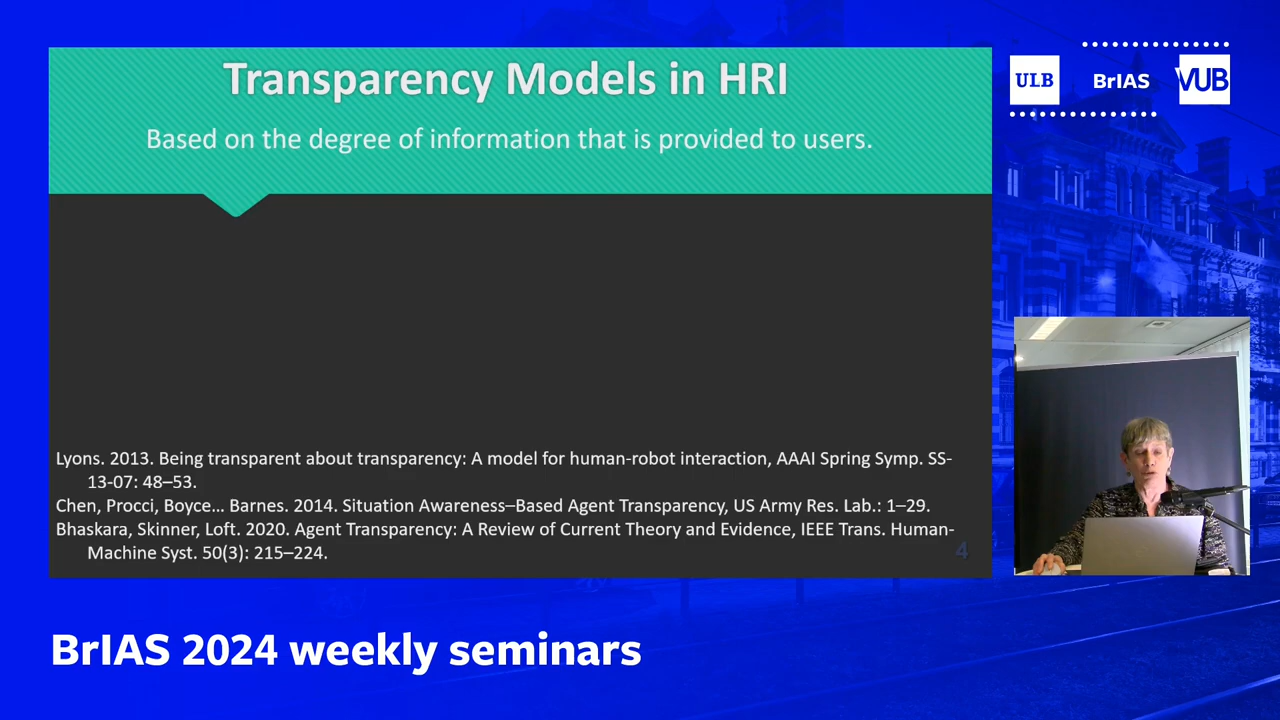 Transparency Models in HRI
Based on the degree of information that is provided to users.
Lyons. 2013. Being transparent about transparency: A model for human-robot interaction, AAAI Spring Symp. SS-
13-07: 48–53.
Chen, Procci, Boyce... Barnes. 2014. Situation Awareness–Based Agent Transparency, US Army Res. Lab.: 1–29.
Bhaskara, Skinner, Loft. 2020. Agent Transparency: A Review of Current Theory and Evidence, IEEE Trans. Human-
Machine Syst. 50(3): 215–224.
4
ULB
BrIAS
VUB
BrIAS 2024 weekly seminars